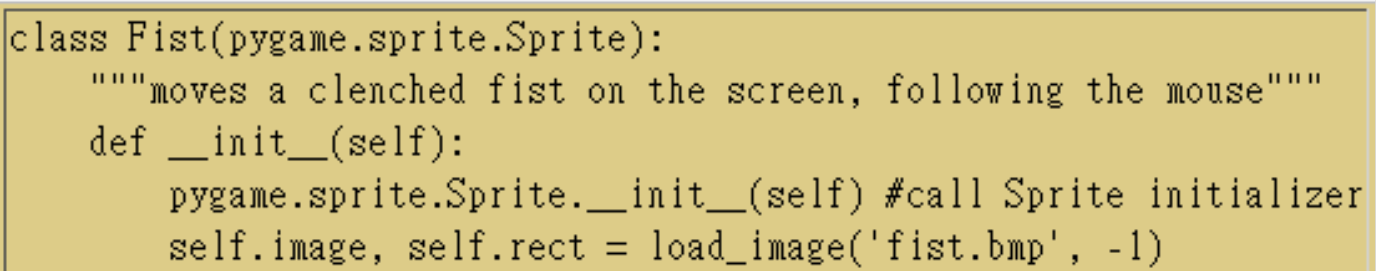 class Fist(pygame.sprite.Sprite):
    """moves a clenched fist on the screen, following the mouse"""
    def __init__(self):
        pygame.sprite.Sprite.__init__(self) #call Sprite initializer
        self.image, self.rect = load_image('fist.bmp', -1)